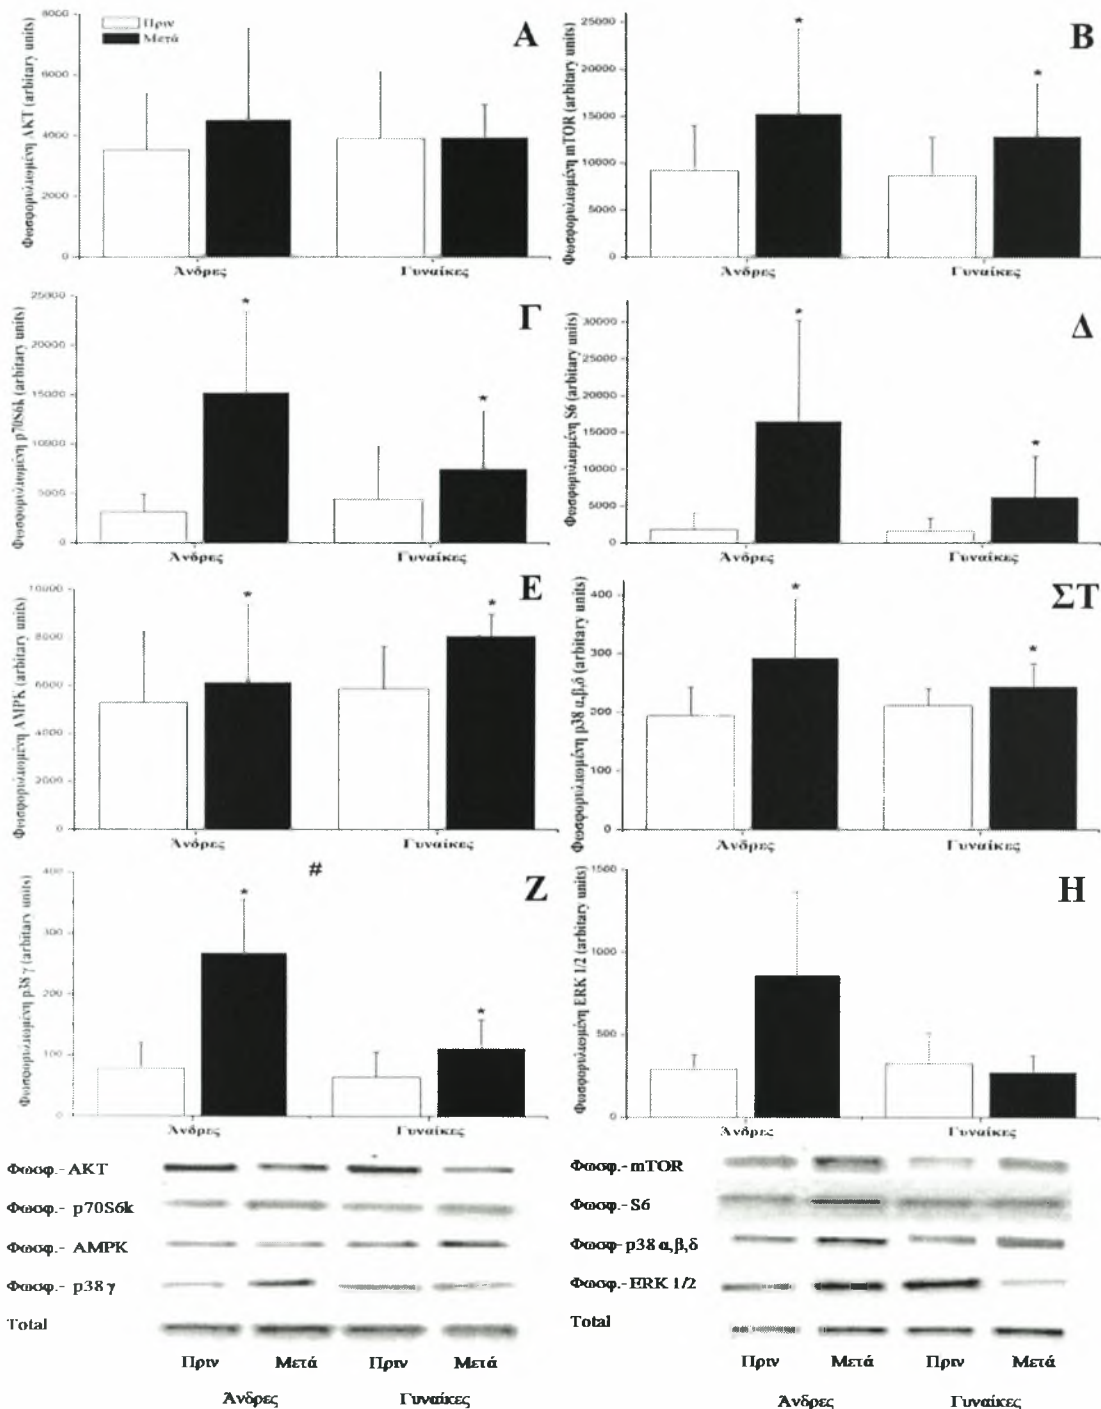 Φωσφορυλιωμένη AKT (arbitary units)
8000
6000
4000
2000
0
Πριν
Μετά
A
Άνδρες
Γυναίκες
Φωσφορυλιωμένη mTOR (arbitary units)
25000
20000
15000
10000
5000
0
*
*
B
Άνδρες
Γυναίκες
Φωσφορυλιωμένη p70S6k (arbitary units)
25000
20000
15000
10000
5000
0
*
*
Γ
Άνδρες
Γυναίκες
Φωσφορυλιωμένη S6 (arbitary units)
30000
25000
20000
15000
10000
5000
0
*
*
Δ
Άνδρες
Γυναίκες
Φωσφορυλιωμένη AMPK (arbitary units)
10000
8000
6000
4000
2000
0
*
*
E
Άνδρες
Γυναίκες
Φωσφορυλιωμένη p38 α,β,δ (arbitary units)
400
300
200
100
0
*
*
ΣΤ
Άνδρες
Γυναίκες
Φωσφορυλιωμένη p38 γ (arbitary units)
400
300
200
100
0
#
*
*
Z
Άνδρες
Γυναίκες
Φωσφορυλιωμένη ERK 1/2 (arbitary units)
1500
1000
500
0
H
Άνδρες
Γυναίκες
Φωσφ.- AKT
Φωσφ.- p70S6k
Φωσφ.- AMPK
Φωσφ.- p38 γ
Total
Πριν Μετά Πριν Μετά
Άνδρες Γυναίκες
Φωσφ.- mTOR
Φωσφ.- S6
Φωσφ- p38 α,β,δ
Φωσφ.- ERK 1/2
Total
Πριν Μετά Πριν Μετά
Άνδρες Γυναίκες